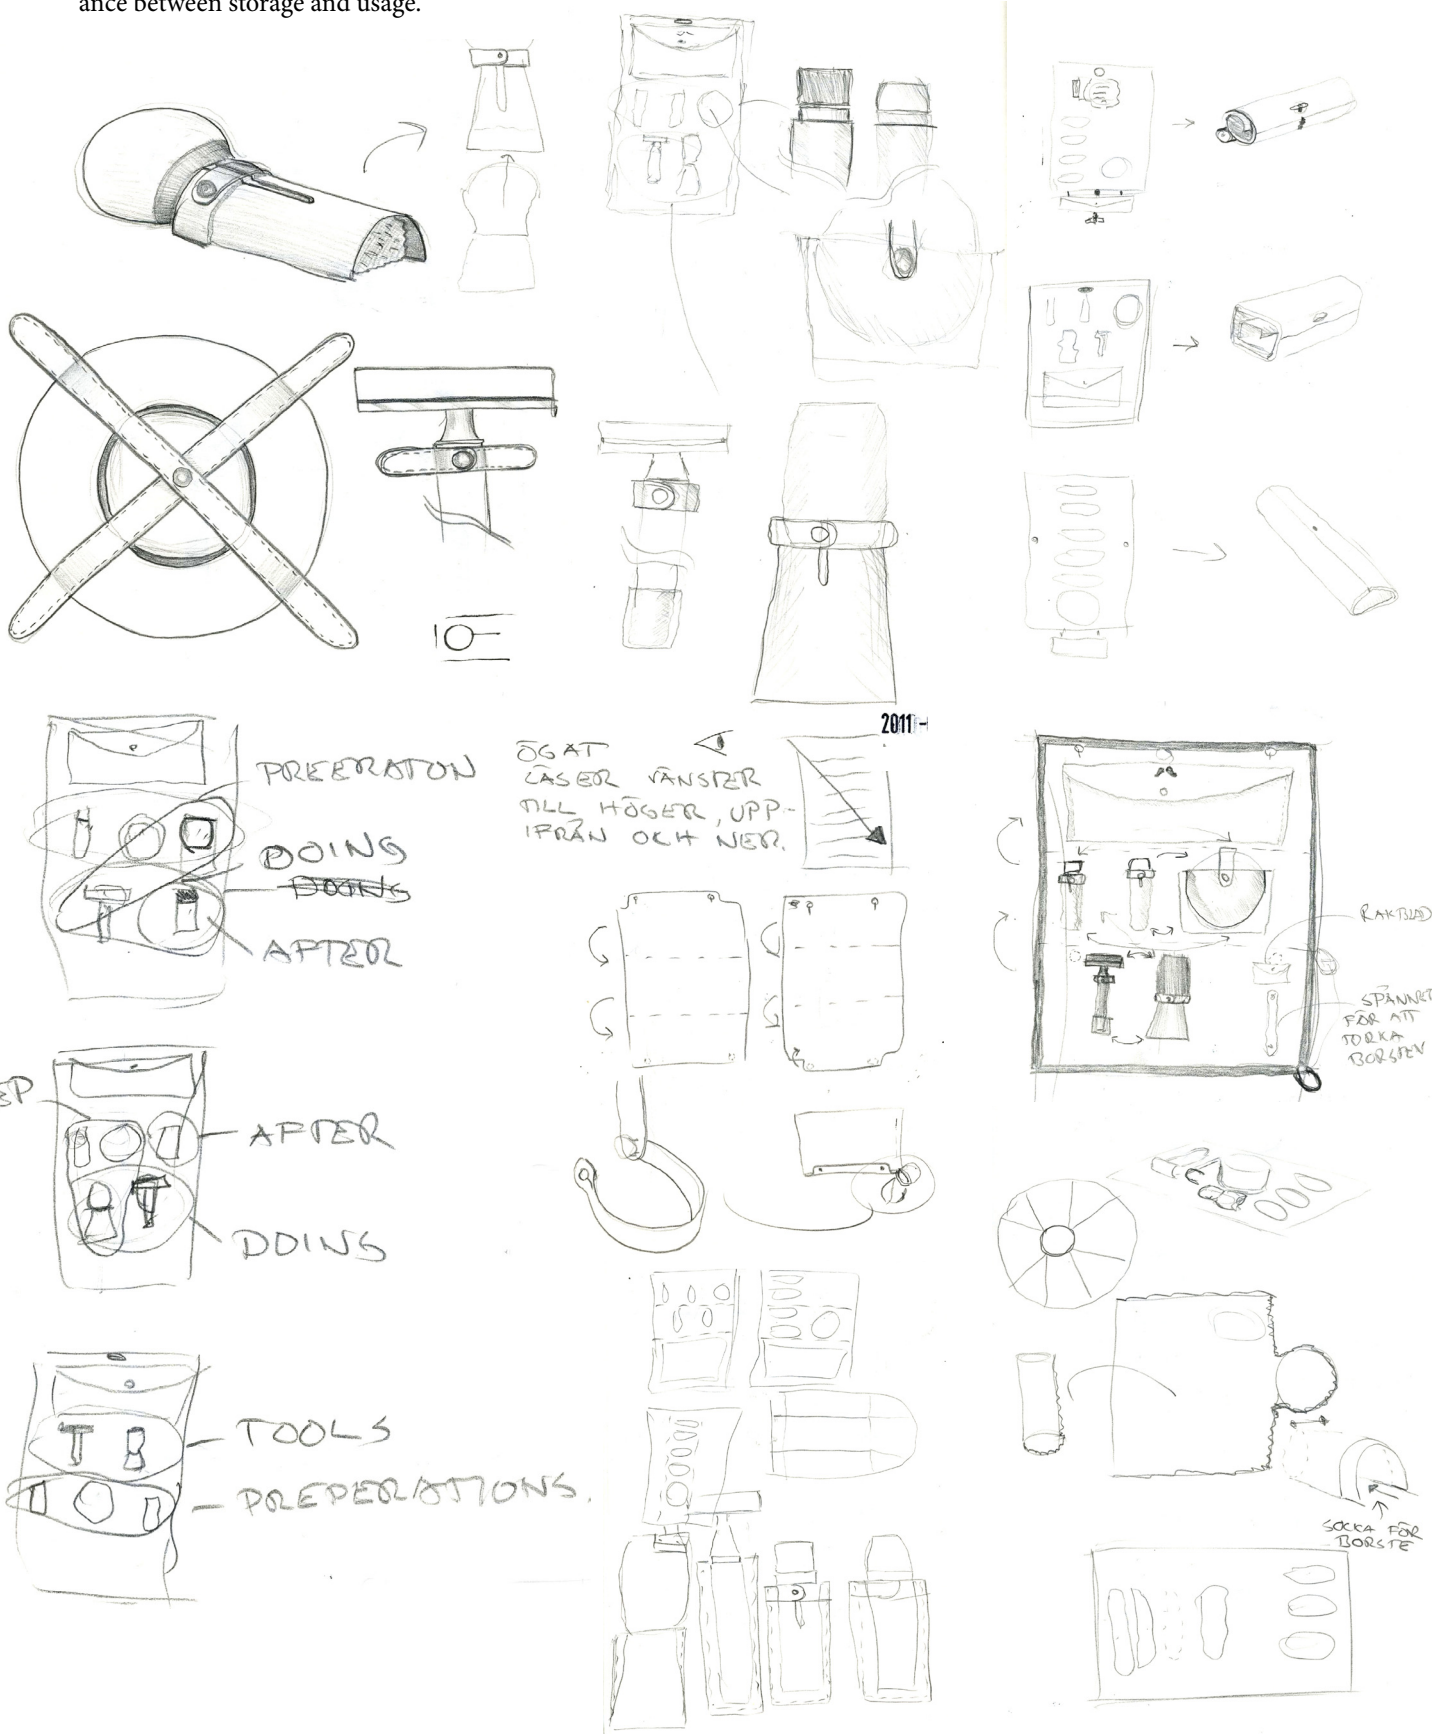 ance between storage and usage.
2011 -
PREERATON
DOING
DOING
AFTER
ÖGAT
LÄSER VÄNSTER
TILL HÖGER, UPP-
IFRÅN OCH NER.
RAKBLAD
SPÄNNE
FÖR ATT
TORKA
BORSTEN
EP
AFTER
DOING
TOOLS
PREPERATIONS.
SOCKA FÖR
BORSTE